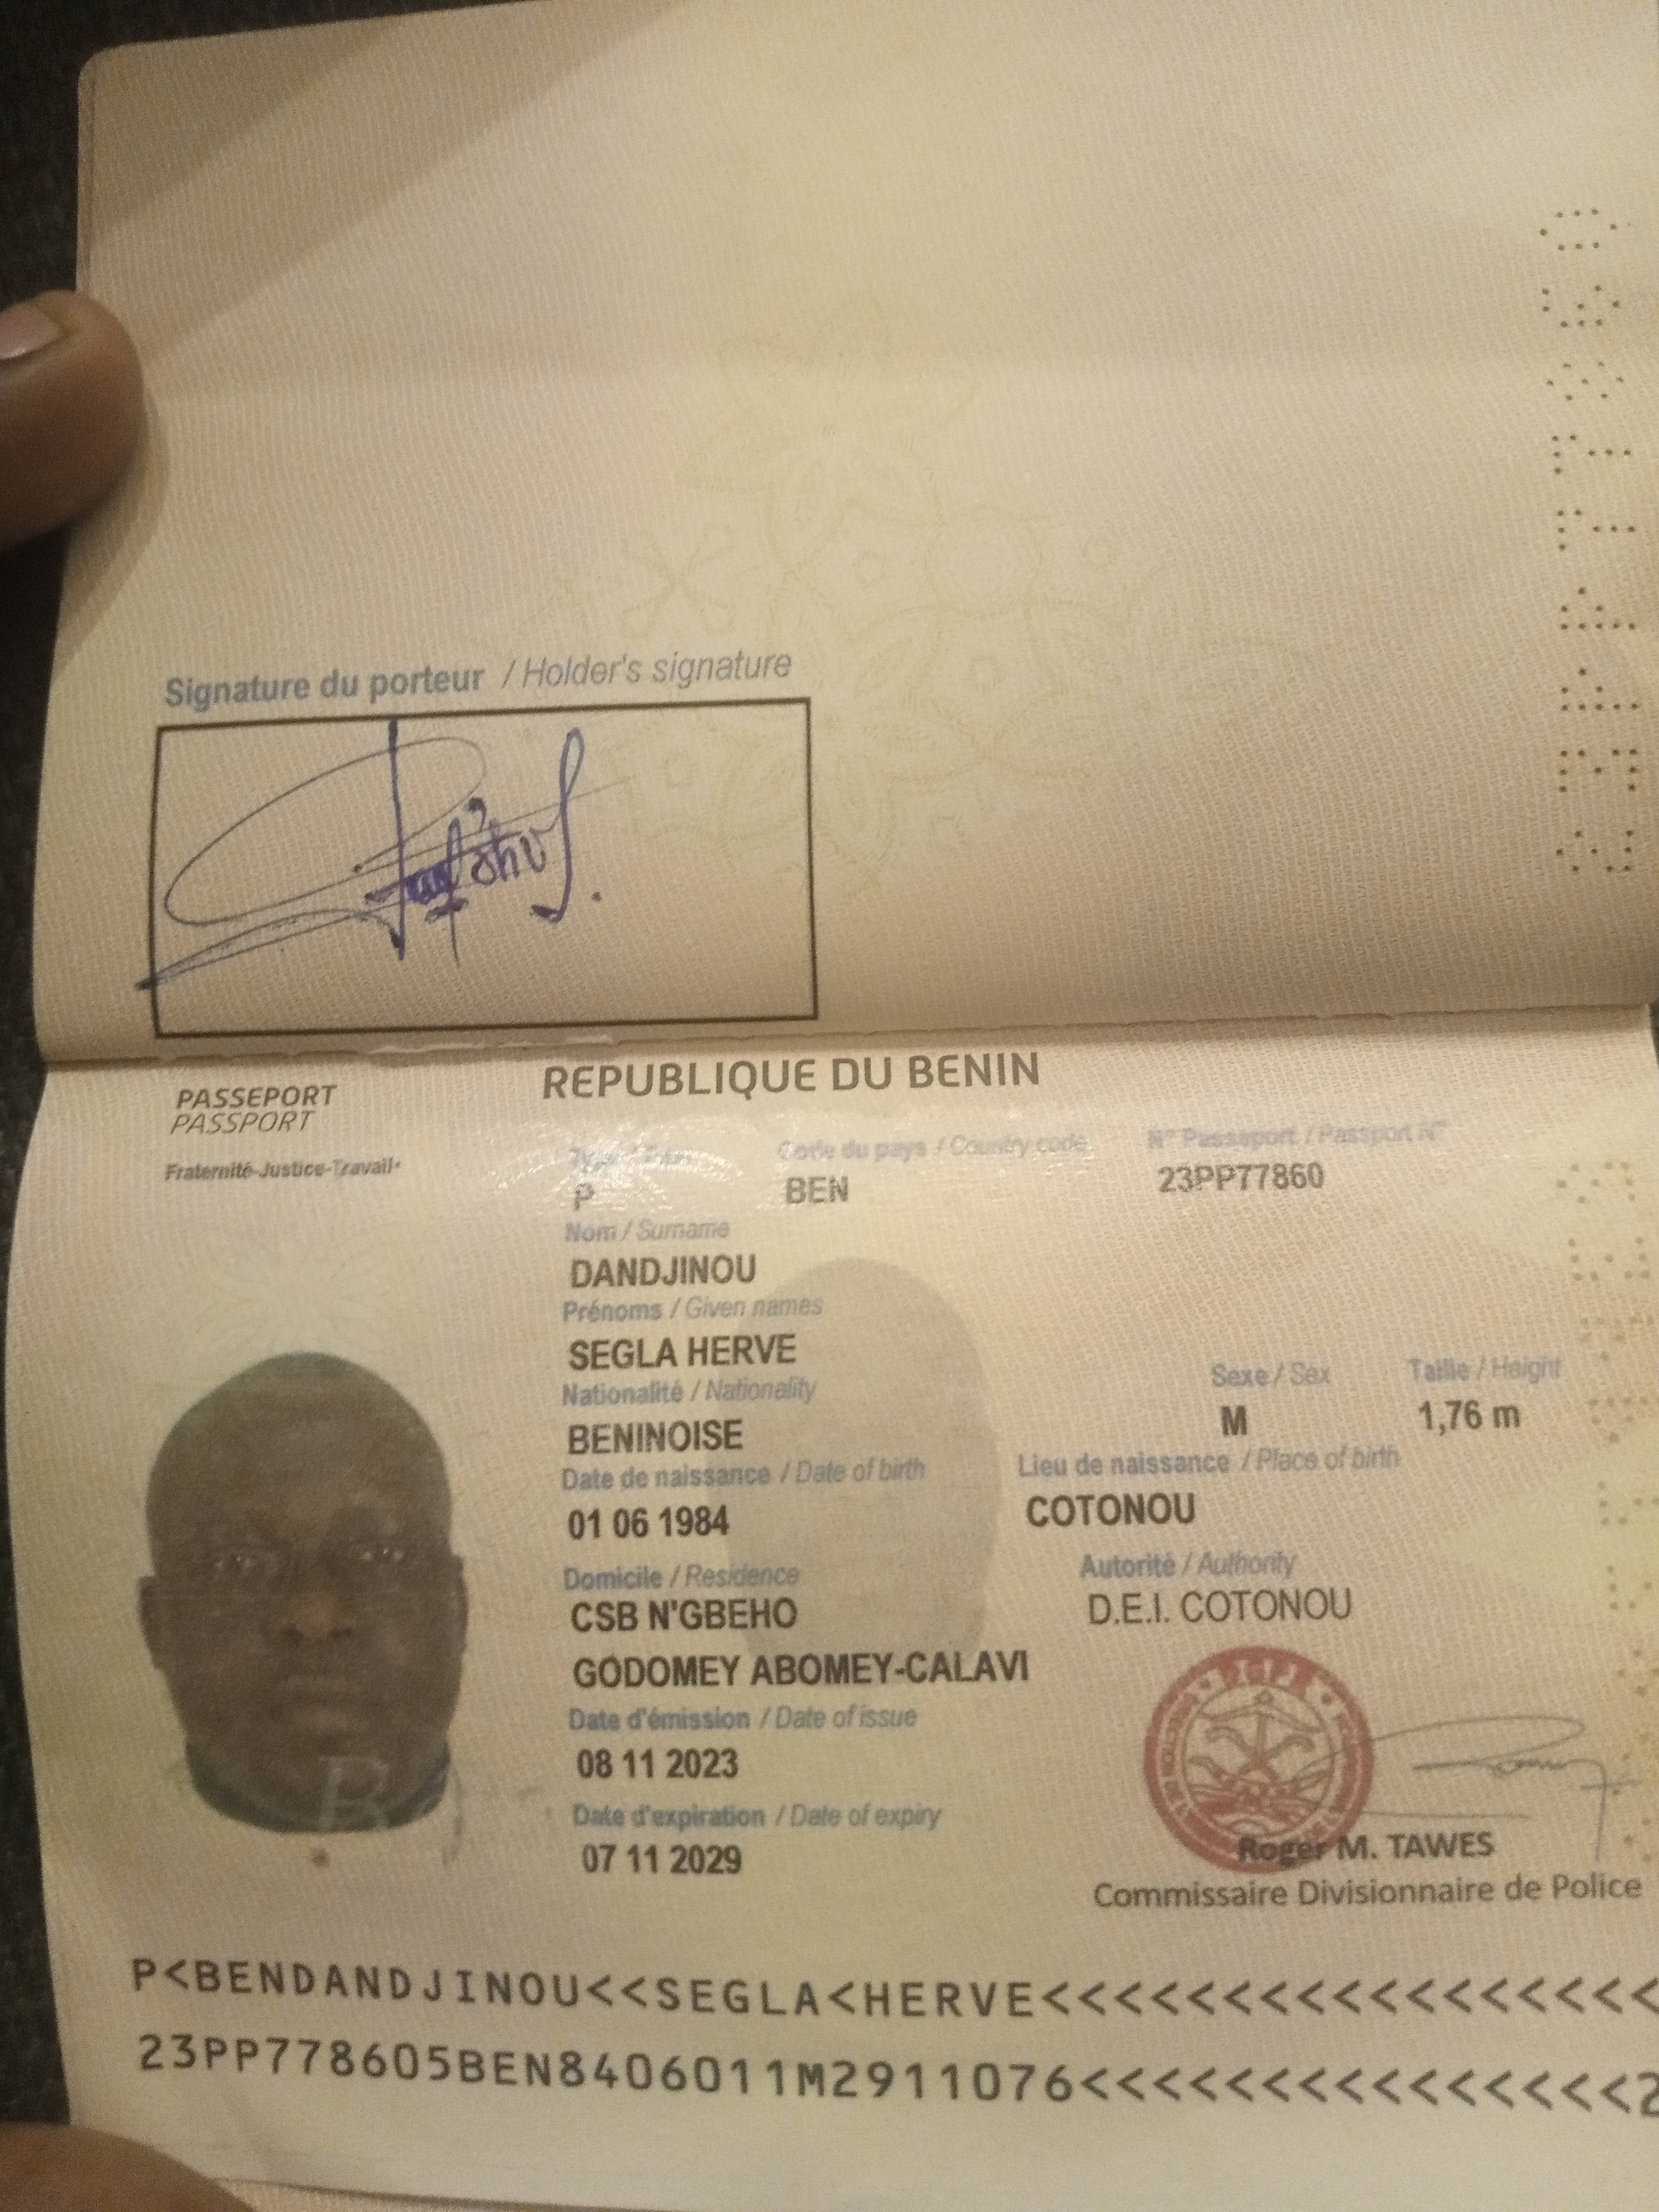 Signature du porteur / Holder's signature
REPUBLIQUE DU BENIN
PASSEPORT
PASSPORT
Fraternité-Justice-Travail
Code du pays / Country code
N° Passeport / Passport N°
P
BEN
23PP77860
Nom / Surname
DANDJINOU
Prénoms / Given names
SEGLA HERVE
Nationalité / Nationality
BENINOISE
Sexe / Sex
M
Taille / Height
1,76 m
Date de naissance / Date of birth
01 06 1984
Lieu de naissance / Place of birth
COTONOU
Domicile / Residence
CSB N'GBEHO
GODOMEY ABOMEY-CALAVI
Autorité / Authority
D.E.I. COTONOU
Date d'émission / Date of issue
08 11 2023
Date d'expiration / Date of expiry
07 11 2029
Roger M. TAWES
Commissaire Divisionnaire de Police
P<BENDANDJINOU<<SEGLA<HERVE<<<<<<<<<<<<<<<<<
23PP778605BEN8406011M2911076<<<<<<<<<<<<<<<2